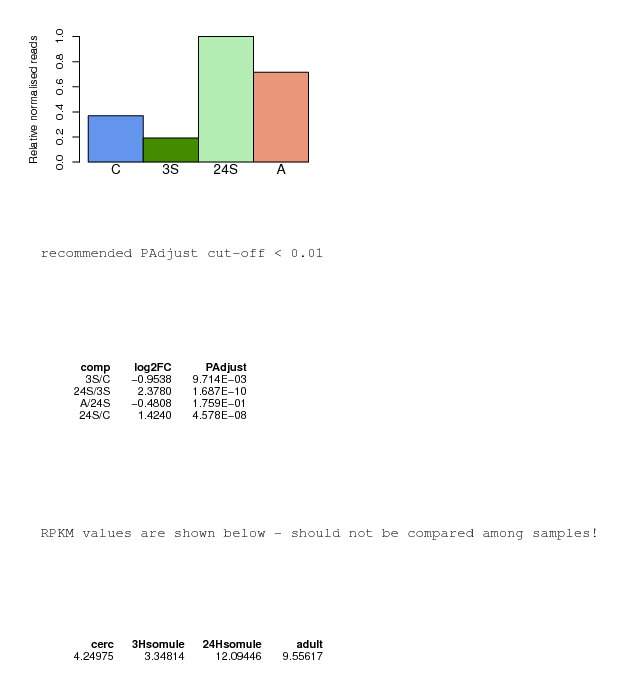 Relative normalised reads
1.0
0.8
0.6
0.4
0.2
0.0
C 3S 24S A
recommended PAdjust cut-off < 0.01
comp log2FC PAdjust
3S/C −0.9538 9.714E−03
24S/3S 2.3780 1.687E−10
A/24S −0.4808 1.759E−01
24S/C 1.4240 4.578E−08
RPKM values are shown below - should not be compared among samples!
cerc 3Hsomule 24Hsomule adult
4.24975 3.34814 12.09446 9.55617